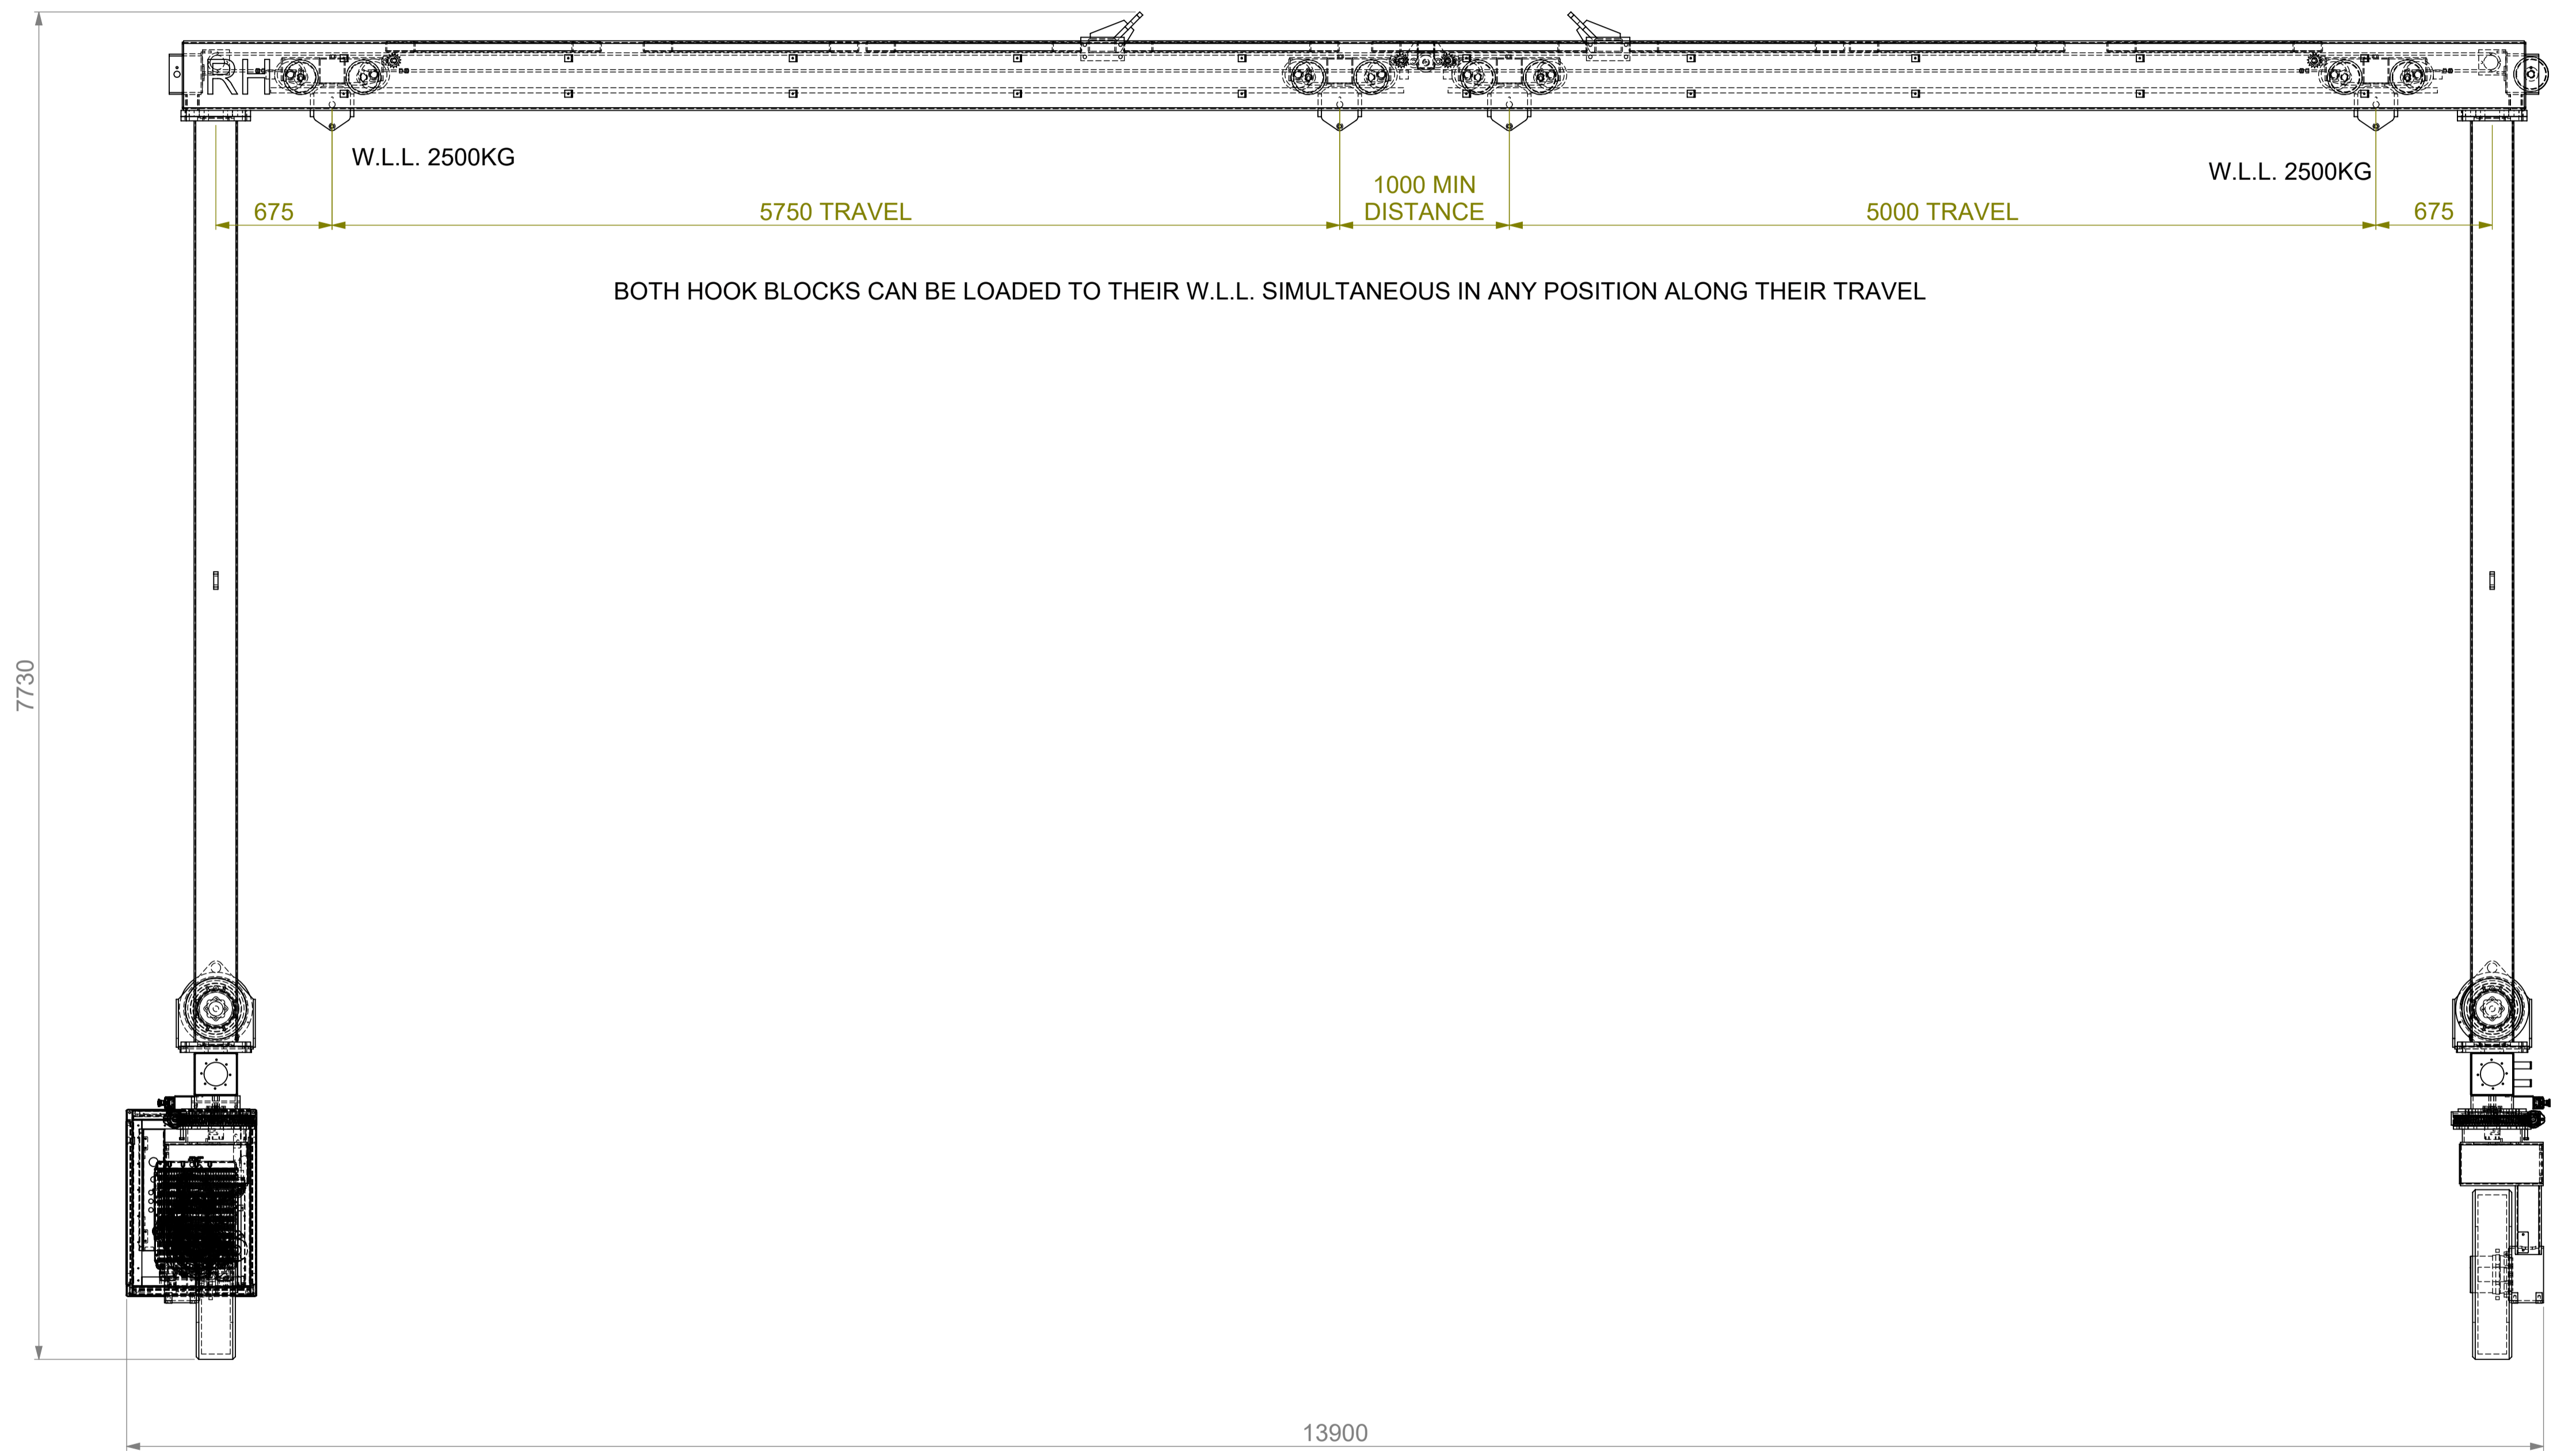 RH
W.L.L. 2500KG
W.L.L. 2500KG
675
5750 TRAVEL
1000 MIN
DISTANCE
5000 TRAVEL
675
BOTH HOOK BLOCKS CAN BE LOADED TO THEIR W.L.L. SIMULTANEOUS IN ANY POSITION ALONG THEIR TRAVEL
7730
13900